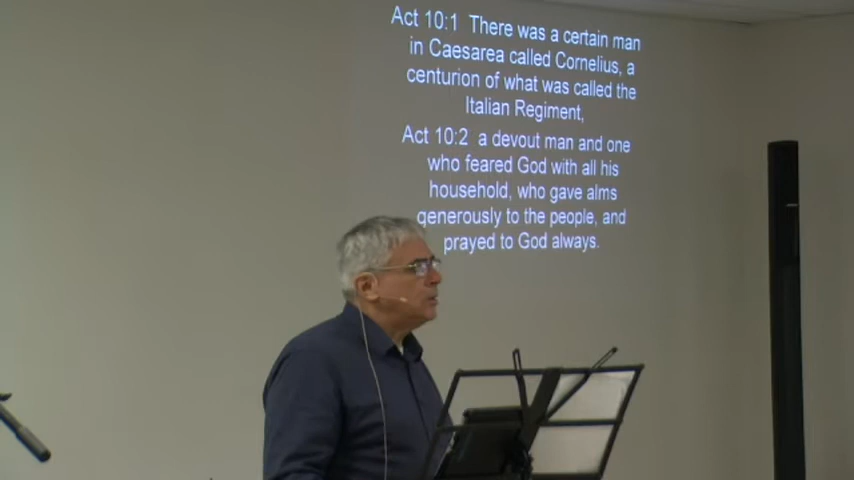 Act 10:1 There was a certain man
in Caesarea called Cornelius, a
centurion of what was called the
Italian Regiment,
Act 10:2 a devout man and one
who feared God with all his
household, who gave alms
generously to the people, and
prayed to God always.